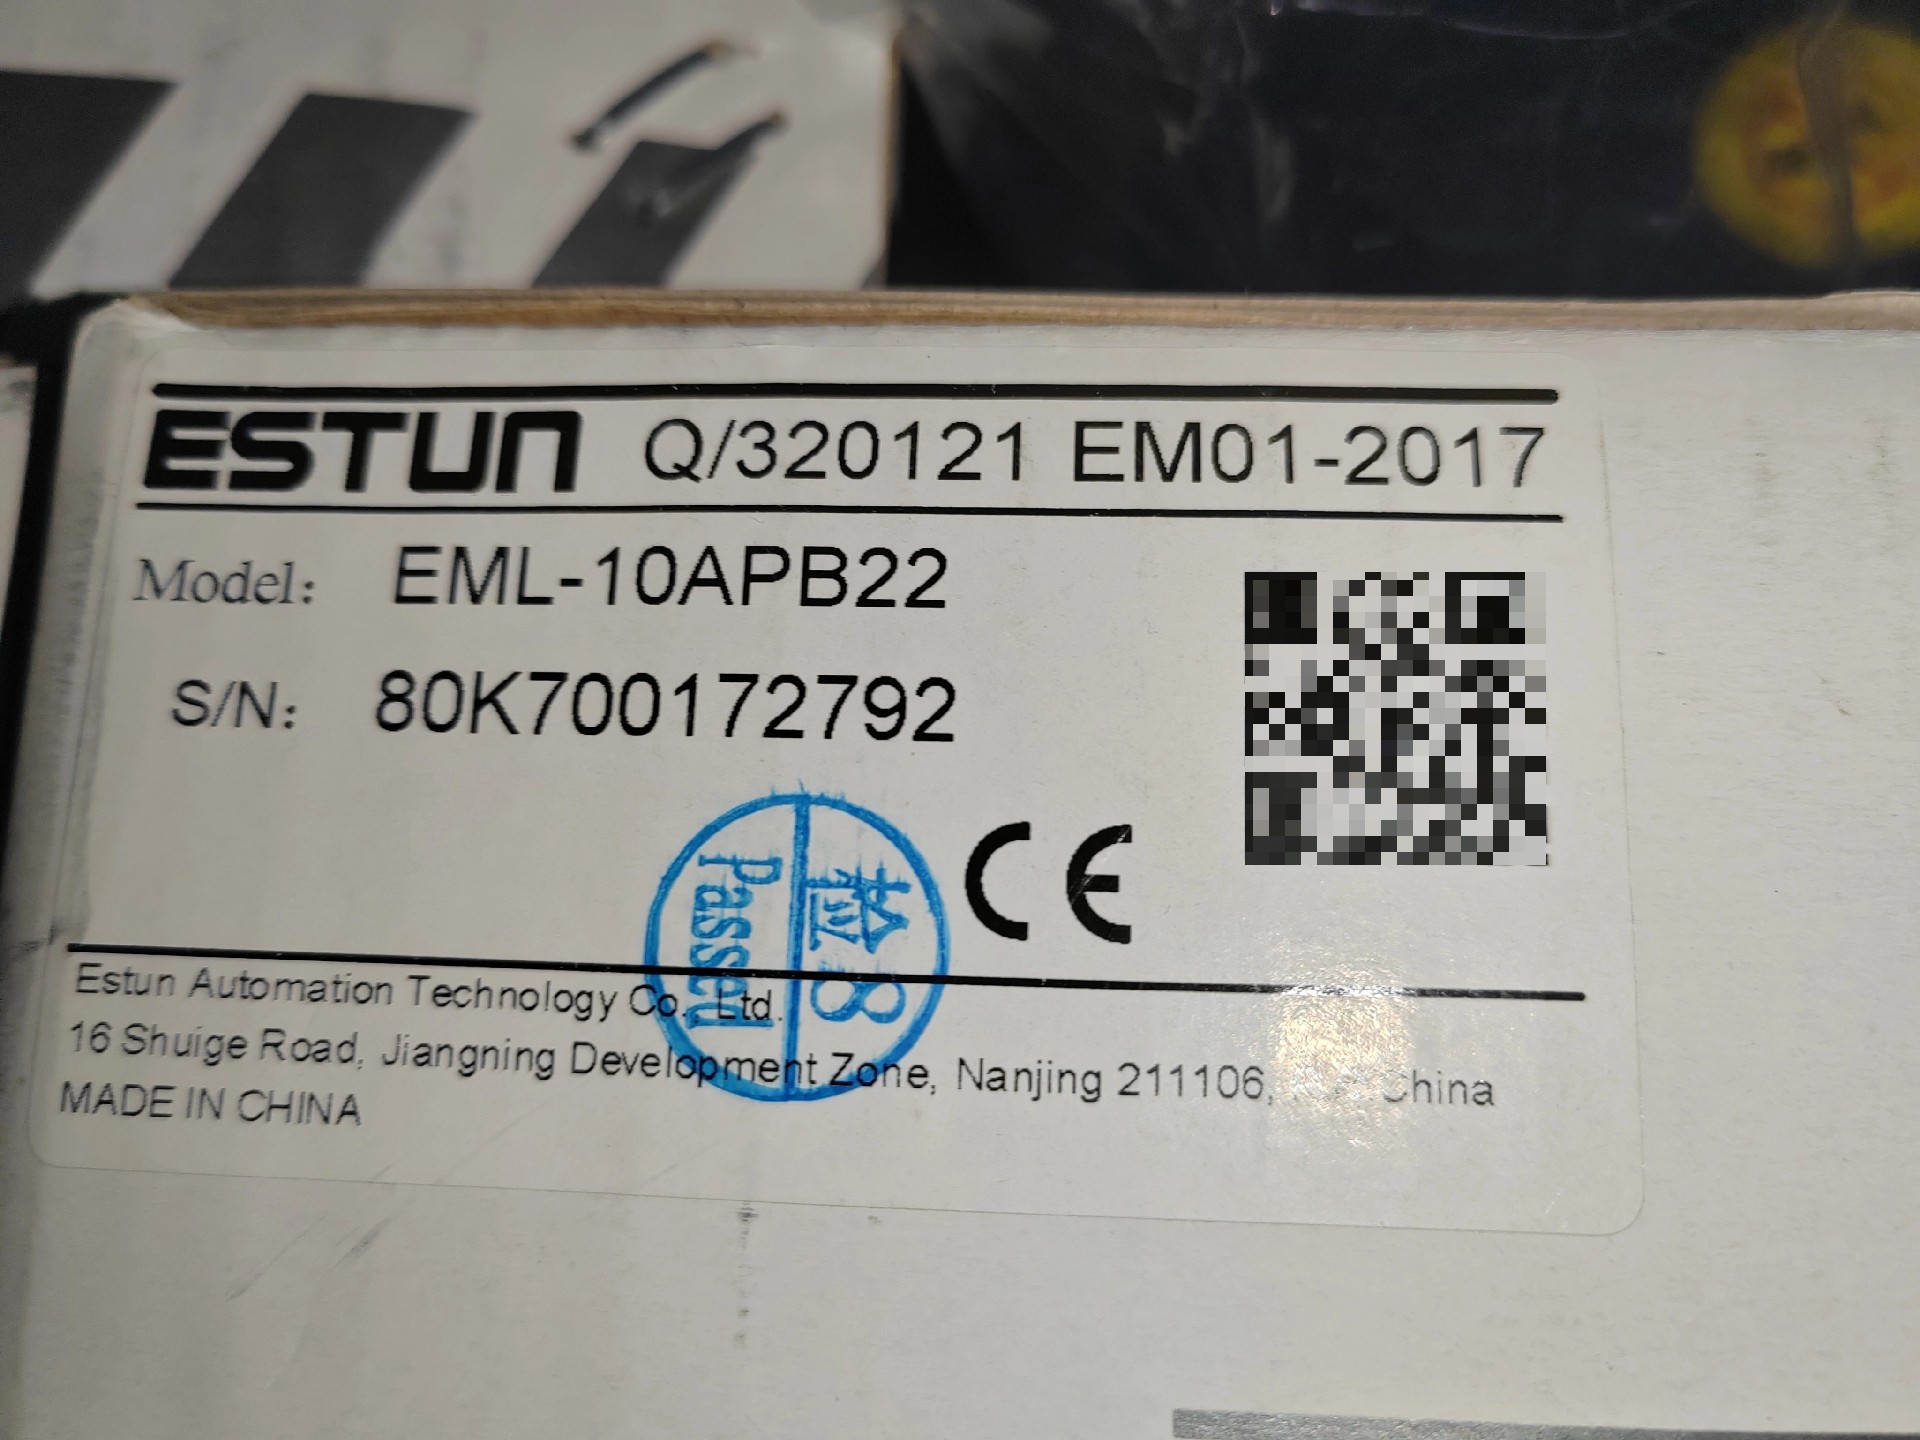 ESTUN Q/320121 EM01-2017
Model: EML-10APB22
S/N: 80K700172792
CE
检验 8
Passed
Estun Automation Technology Co., Ltd.
16 Shuige Road, Jiangning Development Zone, Nanjing 211106, China
MADE IN CHINA